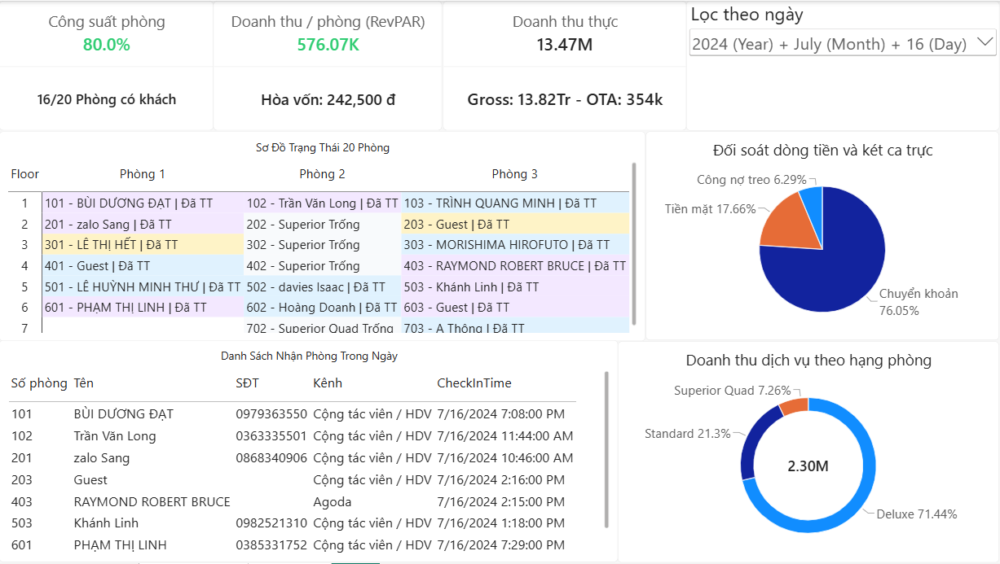 Công suất phòng
80.0%
Doanh thu / phòng (RevPAR)
576.07K
Doanh thu thực
13.47M
Lọc theo ngày
2024 (Year) + July (Month) + 16 (Day)
16/20 Phòng có khách
Hòa vốn: 242,500 đ
Gross: 13.82Tr - OTA: 354k
Sơ Đồ Trạng Thái 20 Phòng
Floor Phòng 1 Phòng 2 Phòng 3
1 101 - BÙI DƯƠNG ĐẠT | Đã TT 102 - Trần Văn Long | Đã TT 103 - TRÌNH QUANG MINH | Đã TT
2 201 - zalo Sang | Đã TT 202 - Superior Trống 203 - Guest | Đã TT
3 301 - LÊ THỊ HẾT | Đã TT 302 - Superior Trống 303 - MORISHIMA HIROFUTO | Đã TT
4 401 - Guest | Đã TT 402 - Superior Trống 403 - RAYMOND ROBERT BRUCE | Đã TT
5 501 - LÊ HUỲNH MINH THƯ | Đã TT 502 - davies Isaac | Đã TT 503 - Khánh Linh | Đã TT
6 601 - PHẠM THỊ LINH | Đã TT 602 - Hoàng Doanh | Đã TT 603 - Guest | Đã TT
7 702 - Superior Quad Trống 703 - A Thông | Đã TT
Đối soát dòng tiền và két ca trực
Công nợ treo 6.29%
Tiền mặt 17.66%
Chuyển khoản
76.05%
Danh Sách Nhận Phòng Trong Ngày
Số phòng Tên SĐT Kênh CheckInTime
101 BÙI DƯƠNG ĐẠT 0979363550 Cộng tác viên / HDV 7/16/2024 7:08:00 PM
102 Trần Văn Long 0363335501 Cộng tác viên / HDV 7/16/2024 11:44:00 AM
201 zalo Sang 0868340906 Cộng tác viên / HDV 7/16/2024 10:46:00 AM
203 Guest Cộng tác viên / HDV 7/16/2024 2:16:00 PM
403 RAYMOND ROBERT BRUCE Agoda 7/16/2024 2:15:00 PM
503 Khánh Linh 0982521310 Cộng tác viên / HDV 7/16/2024 1:18:00 PM
601 PHẠM THỊ LINH 0385331752 Cộng tác viên / HDV 7/16/2024 7:29:00 PM
Doanh thu dịch vụ theo hạng phòng
Superior Quad 7.26%
Standard 21.3%
2.30M
Deluxe 71.44%